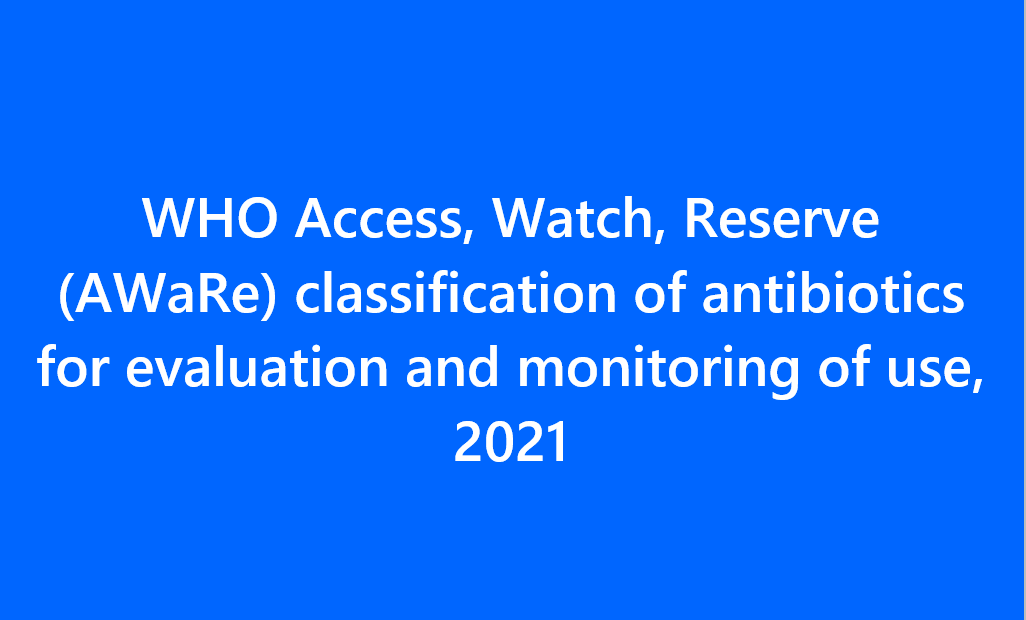 WHO Access, Watch, Reserve
(AWaRe) classification of antibiotics
for evaluation and monitoring of use,
2021